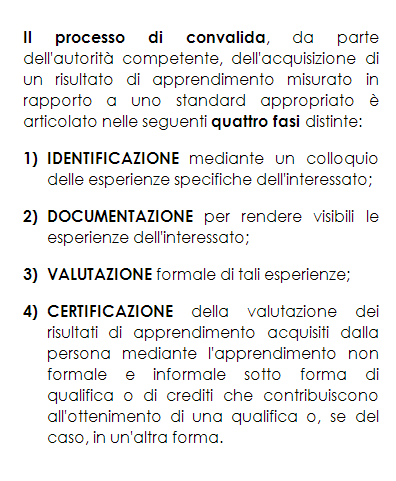 Il processo di convalida, da parte
dell'autorità competente, dell'acquisizione di
un risultato di apprendimento misurato in
rapporto a uno standard appropriato è
articolato nelle seguenti quattro fasi distinte:
1) IDENTIFICAZIONE mediante un colloquio
delle esperienze specifiche dell'interessato;
2) DOCUMENTAZIONE per rendere visibili le
esperienze dell'interessato;
3) VALUTAZIONE formale di tali esperienze;
4) CERTIFICAZIONE della valutazione dei
risultati di apprendimento acquisiti dalla
persona mediante l'apprendimento non
formale e informale sotto forma di
qualifica o di crediti che contribuiscono
all'ottenimento di una qualifica o, se del
caso, in un'altra forma.